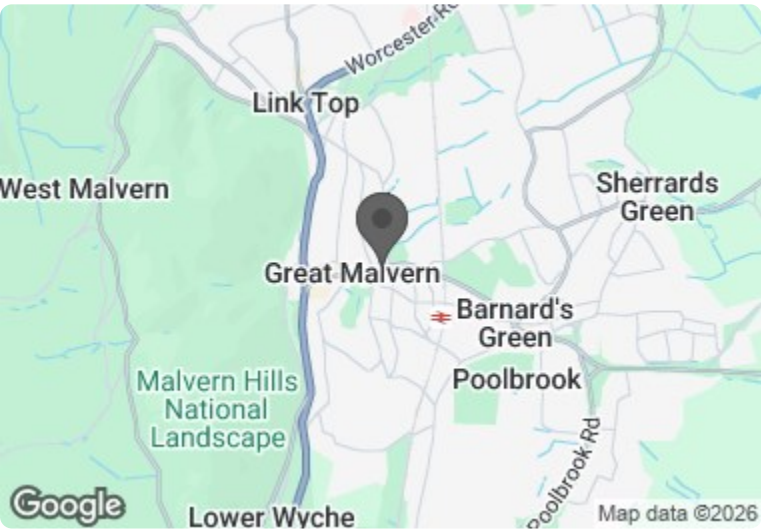 Worcester R
Link Top
West Malvern
Sherrards
Green
Great Malvern
Barnard's
Green
Poolbrook
Malvern Hills
National
Landscape
Poolbrook Rd
Lower Wyche
Google
Map data ©2026